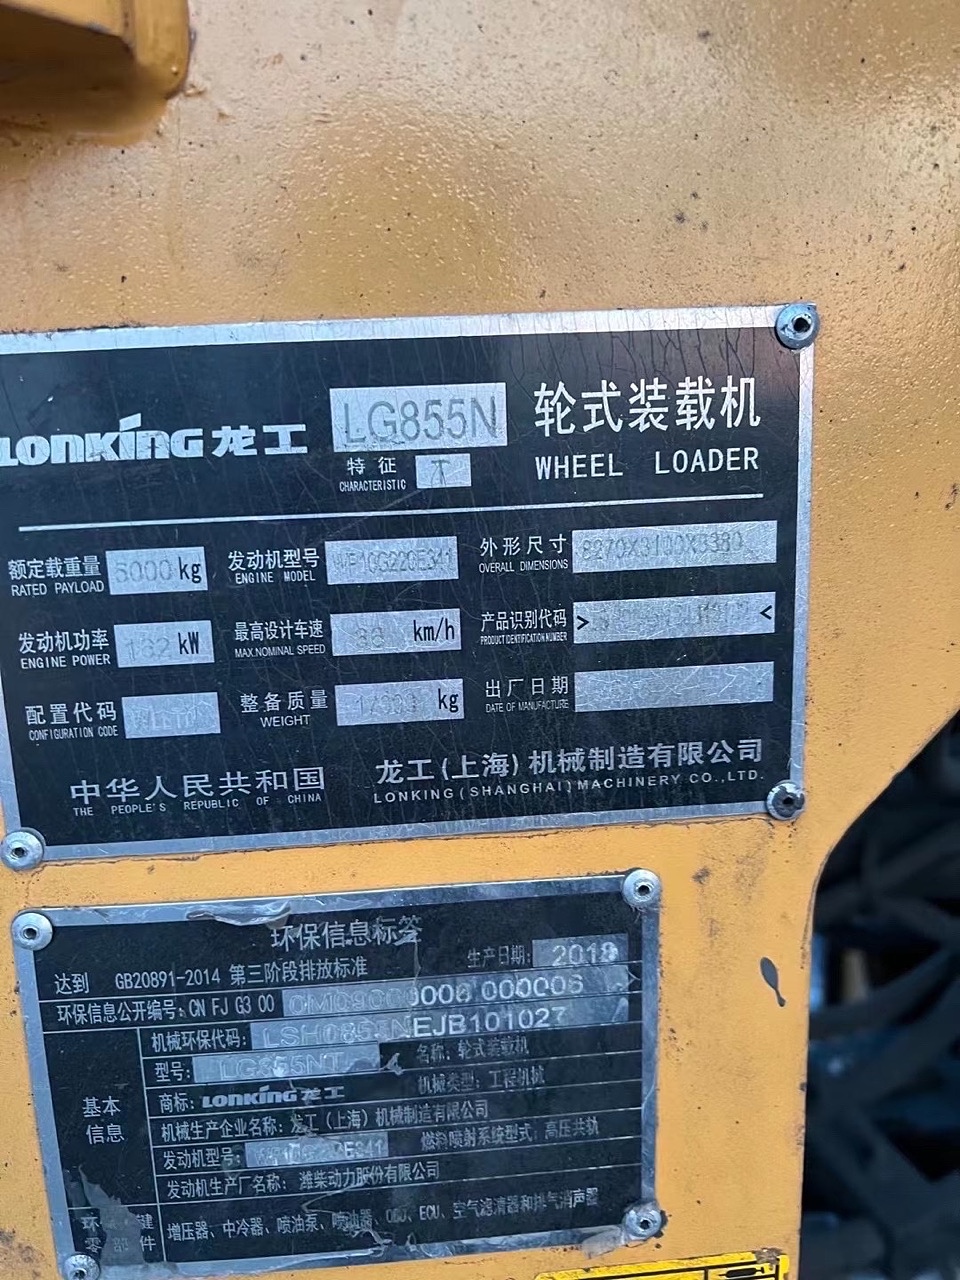 LONKING 龙工 LG855N 轮式装载机
特征 T
CHARACTERISTIC
WHEEL LOADER
额定载重量 5000 kg
RATED PAYLOAD
发动机型号 WP10G220E341
ENGINE MODEL
外形尺寸
OVERALL DIMENSIONS
发动机功率 162 kW
ENGINE POWER
最高设计车速 km/h
MAX.NOMINAL SPEED
产品识别代码 > <
PRODUCT IDENTIFICATION NUMBER
配置代码
CONFIGURATION CODE
整备质量 kg
WEIGHT
出厂日期
DATE OF MANUFACTURE
中华人民共和国
THE PEOPLE'S REPUBLIC OF CHINA
龙工(上海)机械制造有限公司
LONKING(SHANGHAI)MACHINERY CO.,LTD.
环保信息标签
达到 GB20891-2014 第三阶段排放标准 生产日期: 2018
环保信息公开编号: CN FJ G3 00 000006
基本信息
机械环保代码: EJB101027
型号: LG855NT 名称: 轮式装载机
商标: LONKING 龙工 机械类型: 工程机械
机械生产企业名称: 龙工(上海)机械制造有限公司
发动机型号: WP10G220E341 燃料喷射系统型式: 高压共轨
发动机生产厂名称: 潍柴动力股份有限公司
零部件
增压器、中冷器、喷油泵、喷油器、ECU、空气滤清器和排气消声器